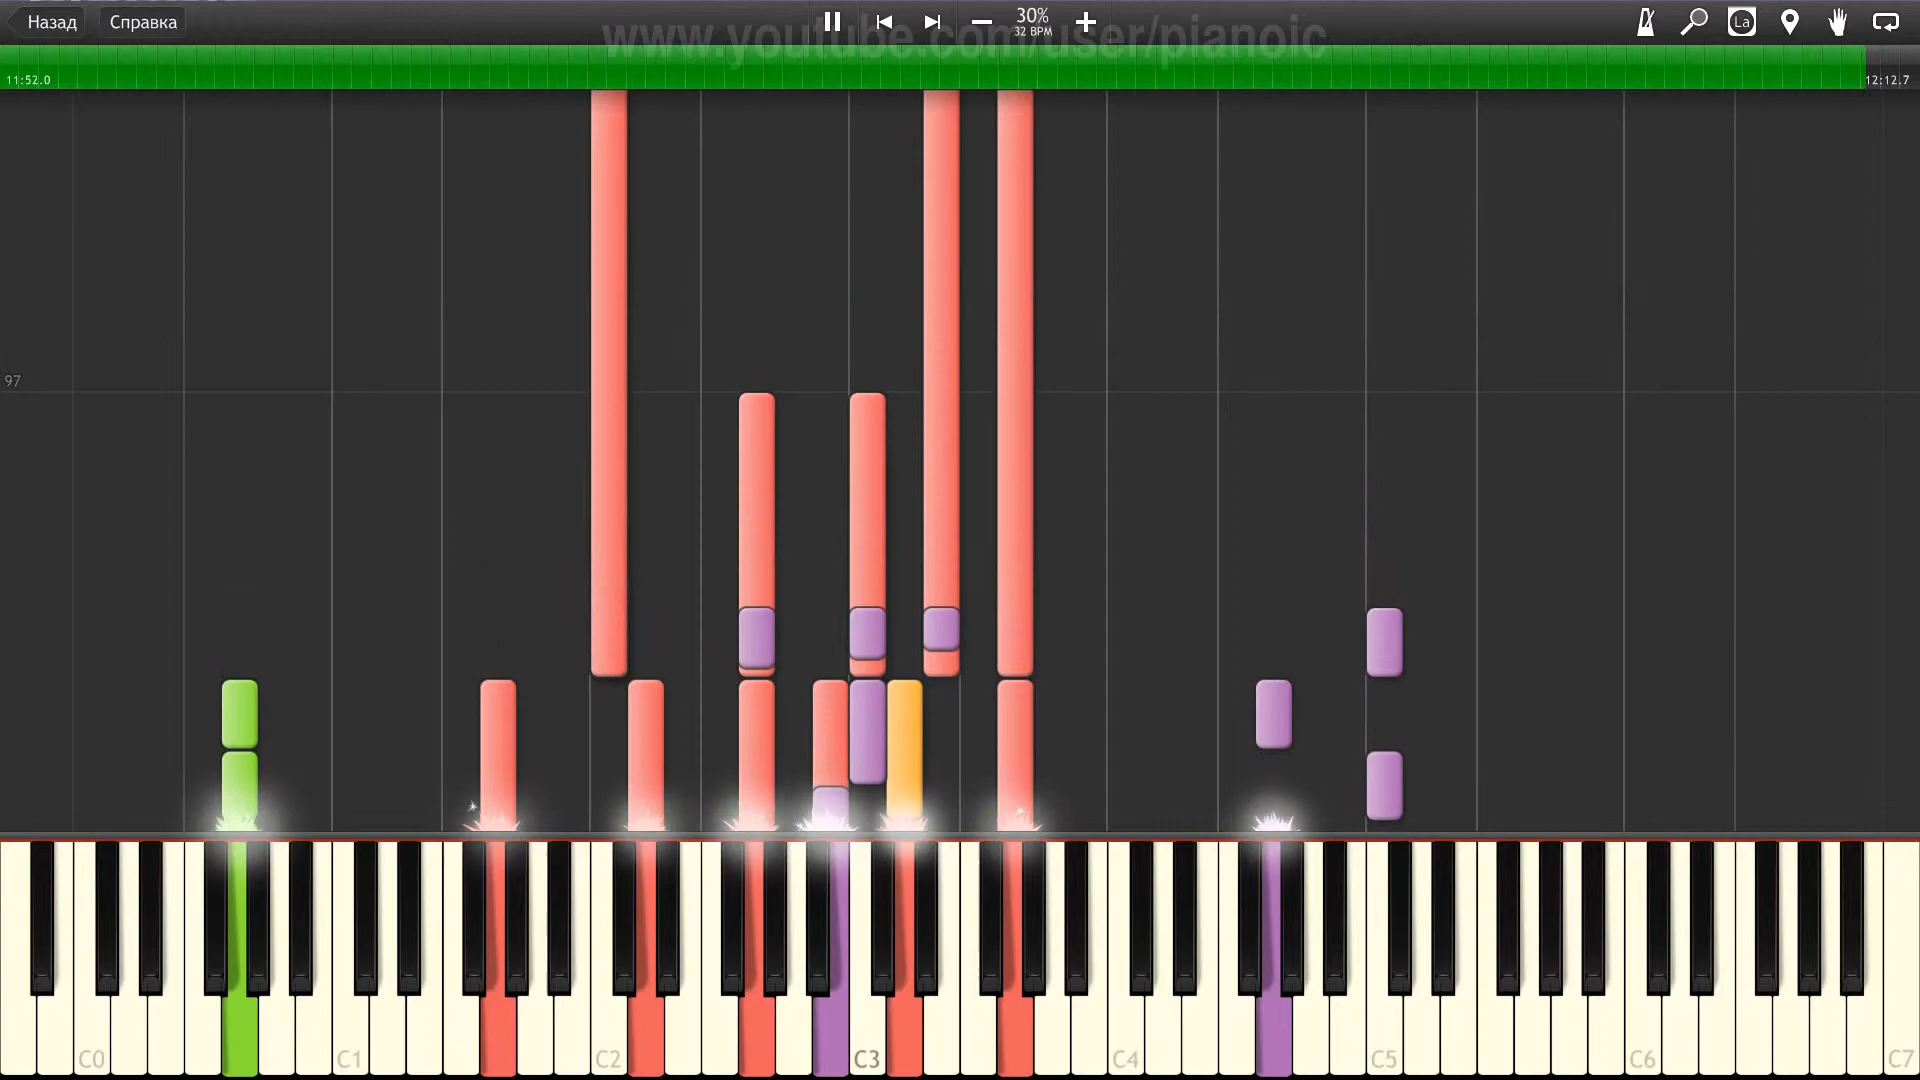 Назад Справка 30%
32 BPM
La
www.youtube.com/user/pianoic
11:52.0 12:12.7
97
C0 C1 C2 C3 C4 C5 C6 C7